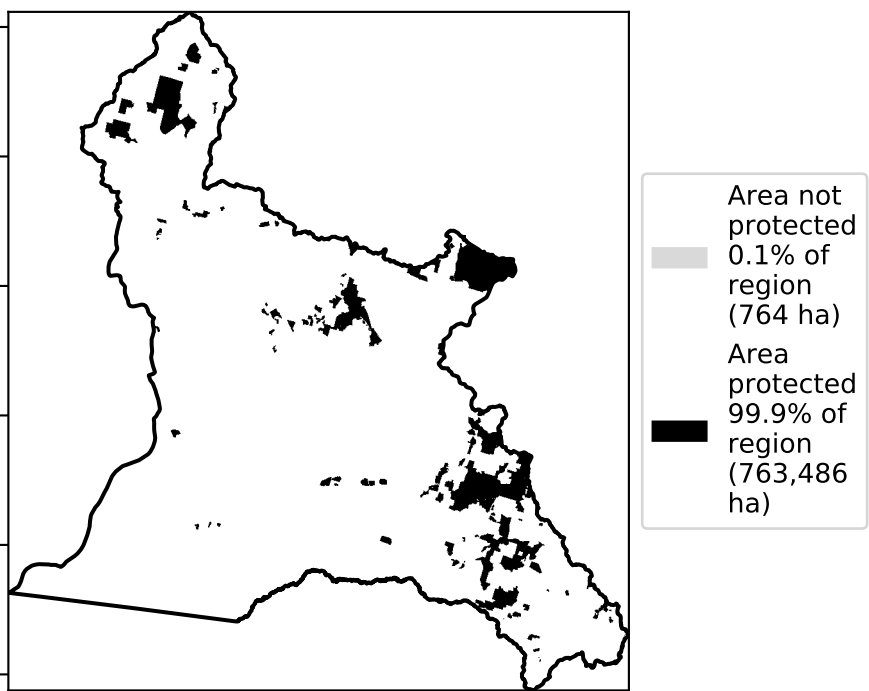 Area not
protected
0.1% of
region
(764 ha)
Area
protected
99.9% of
region
(763,486
ha)